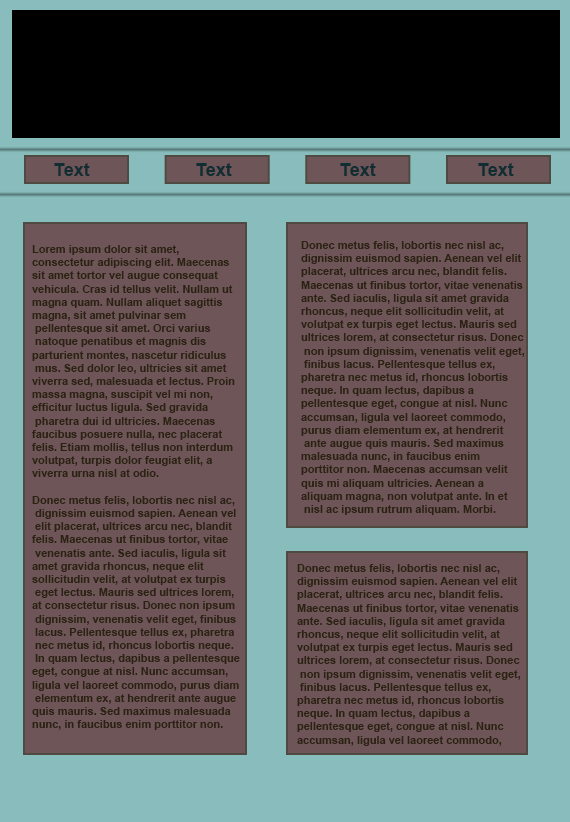 Text
Text
Text
Text
Lorem ipsum dolor sit amet,
consectetur adipiscing elit. Maecenas
sit amet tortor vel augue consequat
vehicula. Cras id tellus velit. Nullam ut
magna quam. Nullam aliquet sagittis
magna, sit amet pulvinar sem
pellentesque sit amet. Orci varius
natoque penatibus et magnis dis
parturient montes, nascetur ridiculus
mus. Sed dolor leo, ultricies sit amet
viverra sed, malesuada et lectus. Proin
massa magna, suscipit vel mi non,
efficitur luctus ligula. Sed gravida
pharetra dui id ultricies. Maecenas
faucibus posuere nulla, nec placerat
felis. Etiam mollis, tellus non interdum
volutpat, turpis dolor feugiat elit, a
viverra urna nisl at odio.
Donec metus felis, lobortis nec nisl ac,
dignissim euismod sapien. Aenean vel
elit placerat, ultrices arcu nec, blandit
felis. Maecenas ut finibus tortor, vitae
venenatis ante. Sed iaculis, ligula sit
amet gravida rhoncus, neque elit
sollicitudin velit, at volutpat ex turpis
eget lectus. Mauris sed ultrices lorem,
at consectetur risus. Donec non ipsum
dignissim, venenatis velit eget, finibus
lacus. Pellentesque tellus ex, pharetra
nec metus id, rhoncus lobortis neque.
In quam lectus, dapibus a pellentesque
eget, congue at nisl. Nunc accumsan,
ligula vel laoreet commodo, purus diam
elementum ex, at hendrerit ante augue
quis mauris. Sed maximus malesuada
nunc, in faucibus enim porttitor non.
Donec metus felis, lobortis nec nisl ac,
dignissim euismod sapien. Aenean vel elit
placerat, ultrices arcu nec, blandit felis.
Maecenas ut finibus tortor, vitae venenatis
ante. Sed iaculis, ligula sit amet gravida
rhoncus, neque elit sollicitudin velit, at
volutpat ex turpis eget lectus. Mauris sed
ultrices lorem, at consectetur risus. Donec
non ipsum dignissim, venenatis velit eget,
finibus lacus. Pellentesque tellus ex,
pharetra nec metus id, rhoncus lobortis
neque. In quam lectus, dapibus a
pellentesque eget, congue at nisl. Nunc
accumsan, ligula vel laoreet commodo,
purus diam elementum ex, at hendrerit
ante augue quis mauris. Sed maximus
malesuada nunc, in faucibus enim
porttitor non. Maecenas accumsan velit
quis mi aliquam ultricies. Aenean a
aliquam magna, non volutpat ante. In et
nisl ac ipsum rutrum aliquam. Morbi.
Donec metus felis, lobortis nec nisl ac,
dignissim euismod sapien. Aenean vel elit
placerat, ultrices arcu nec, blandit felis.
Maecenas ut finibus tortor, vitae venenatis
ante. Sed iaculis, ligula sit amet gravida
rhoncus, neque elit sollicitudin velit, at
volutpat ex turpis eget lectus. Mauris sed
ultrices lorem, at consectetur risus. Donec
non ipsum dignissim, venenatis velit eget,
finibus lacus. Pellentesque tellus ex,
pharetra nec metus id, rhoncus lobortis
neque. In quam lectus, dapibus a
pellentesque eget, congue at nisl. Nunc
accumsan, ligula vel laoreet commodo,